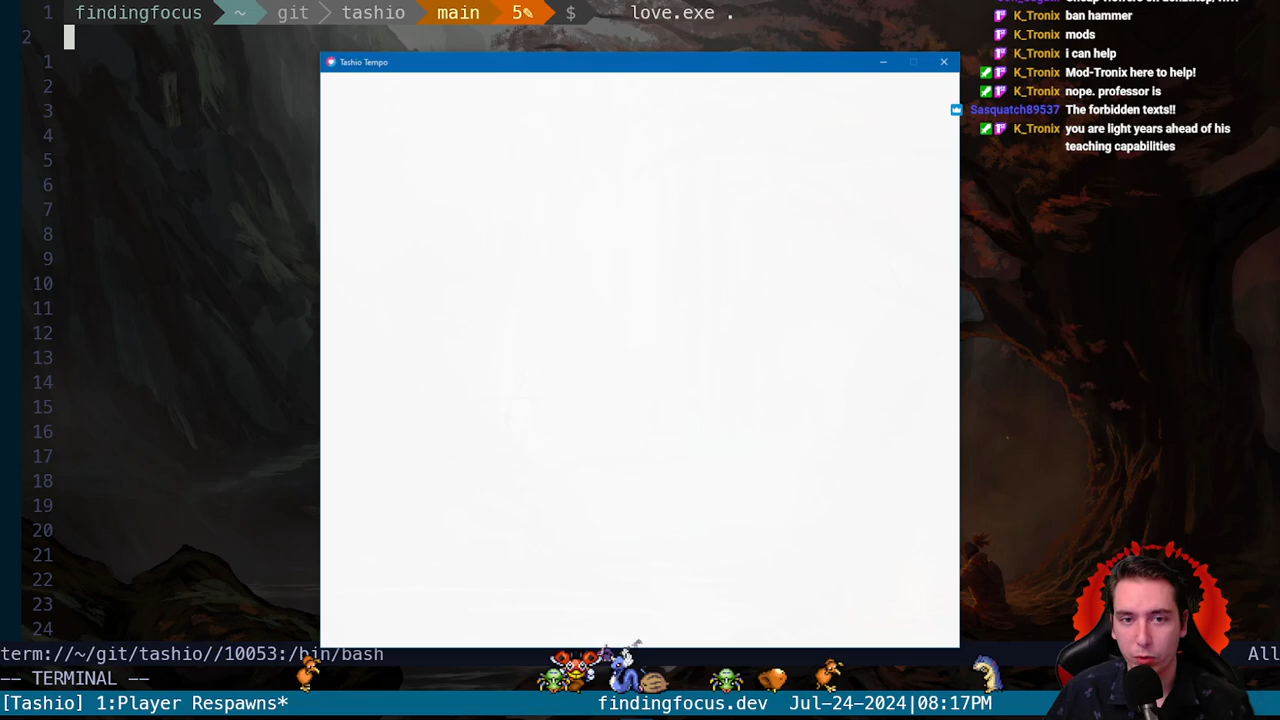 1 findingfocus ~ git tashio main 5✎ $ love.exe .
2
Tashio Tempo
1
2
3
4
5
6
7
8
9
10
11
12
13
14
15
16
17
18
19
20
21
22
23
24
K_Tronix ban hammer
K_Tronix mods
K_Tronix i can help
K_Tronix Mod-Tronix here to help!
K_Tronix nope. professor is
Sasquatch89537 The forbidden texts!!
K_Tronix you are light years ahead of his
teaching capabilities
term://~/git/tashio//10053:/bin/bash All
-- TERMINAL --
[Tashio] 1:Player Respawns* findingfocus.dev Jul-24-2024|08:17PM